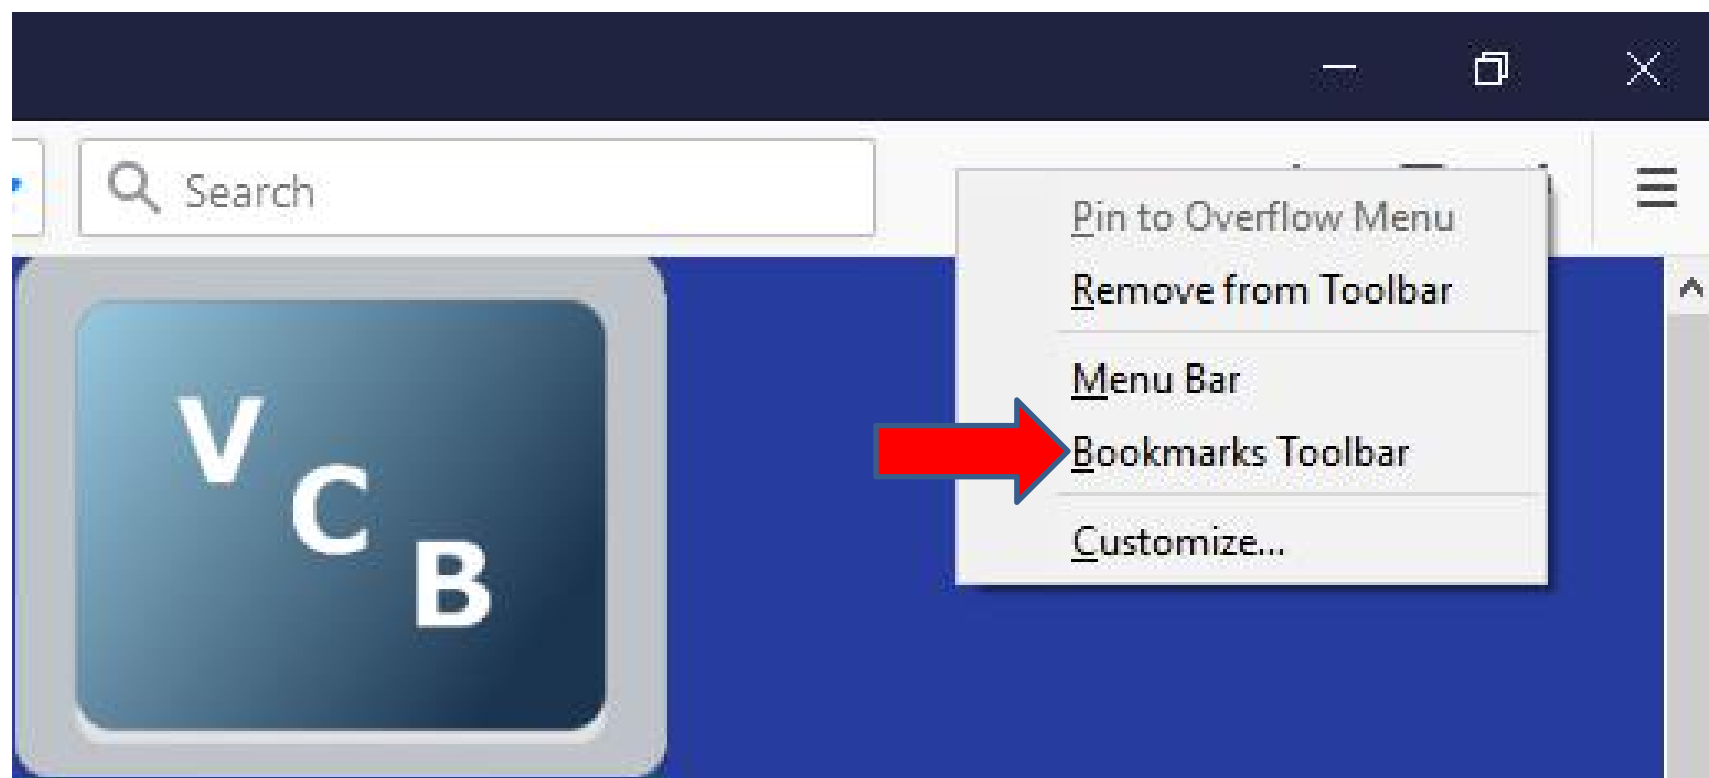 Search
Pin to Overflow Menu
Remove from Toolbar
Menu Bar
Bookmarks Toolbar
Customize...
V
C
B